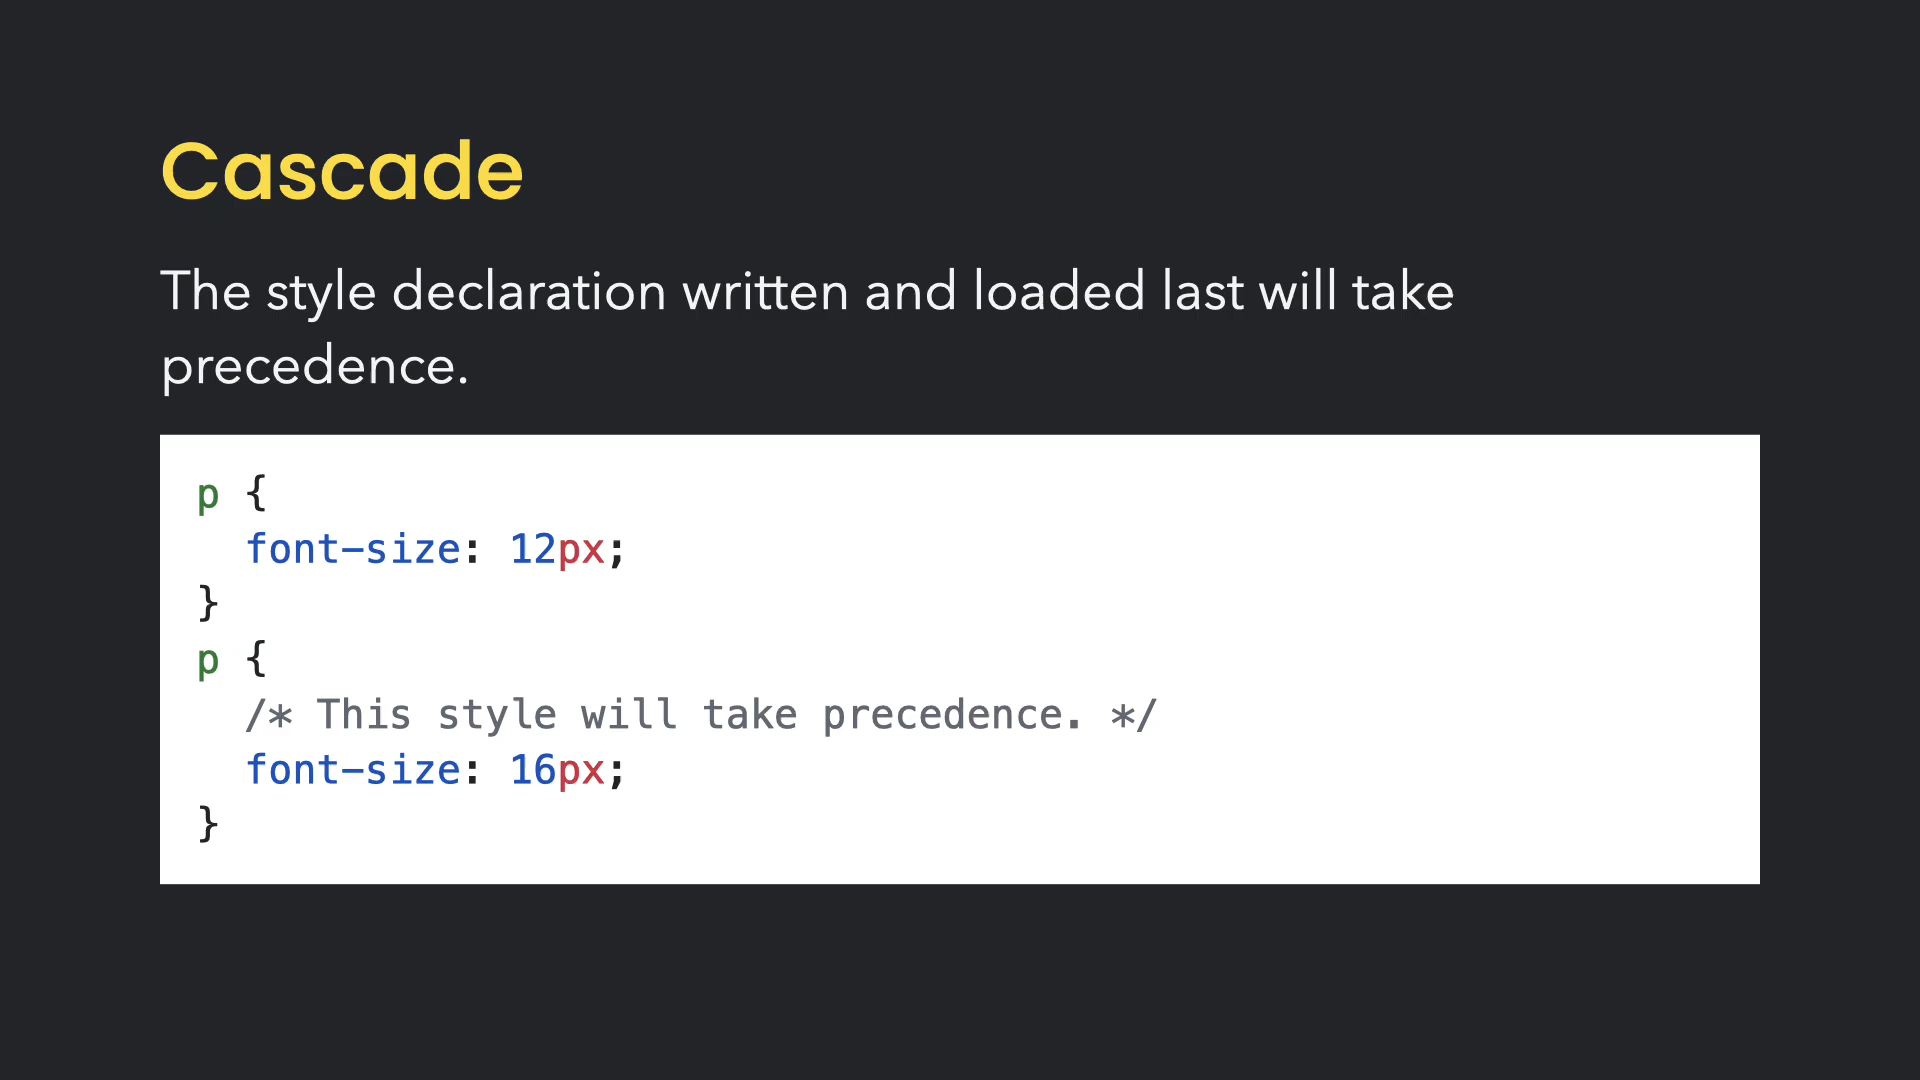 Cascade
The style declaration written and loaded last will take
precedence.
p {
  font-size: 12px;
}
p {
  /* This style will take precedence. */
  font-size: 16px;
}